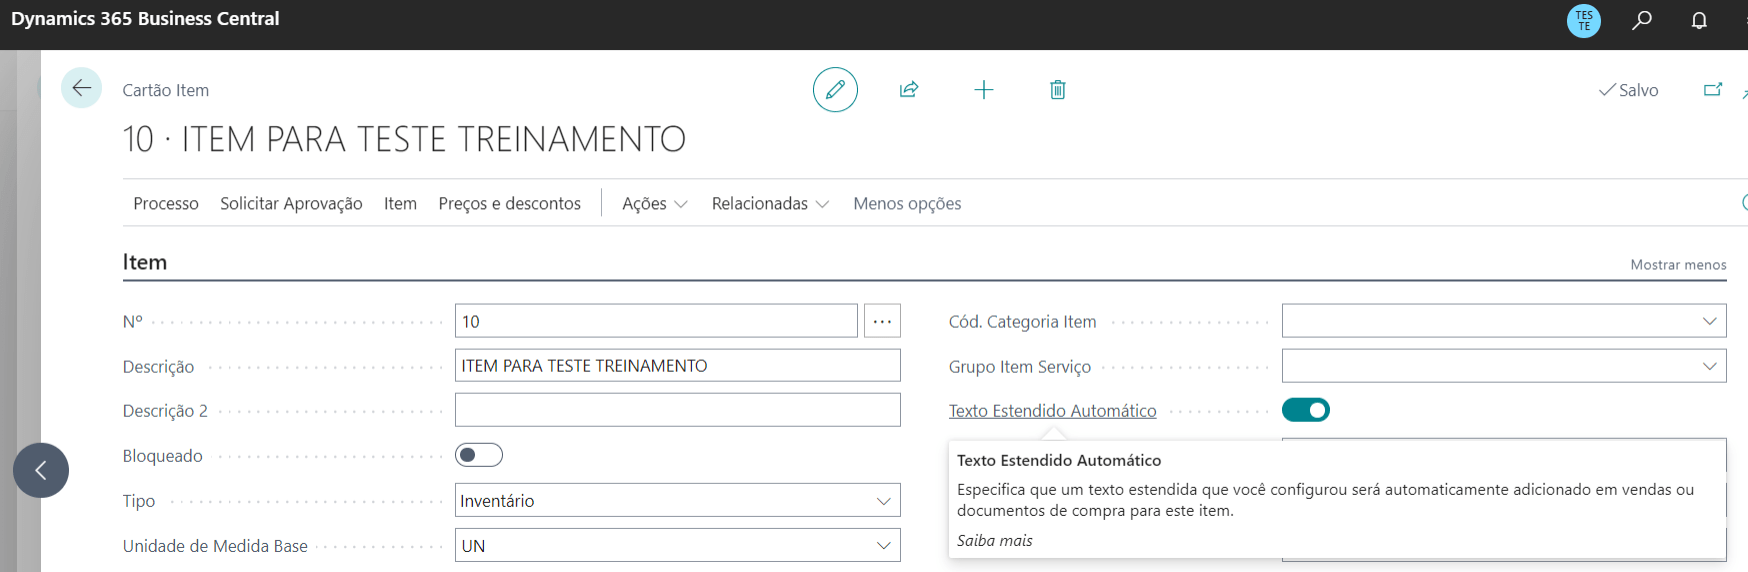 Dynamics 365 Business Central
TES
TE
Cartão Item
Salvo
10 · ITEM PARA TESTE TREINAMENTO
Processo Solicitar Aprovação Item Preços e descontos Ações Relacionadas Menos opções
Item
Mostrar menos
Nº 10 ...
Cód. Categoria Item
Descrição ITEM PARA TESTE TREINAMENTO
Grupo Item Serviço
Descrição 2
Texto Estendido Automático
Bloqueado
Texto Estendido Automático
Especifica que um texto estendida que você configurou será automaticamente adicionado em vendas ou
documentos de compra para este item.
Saiba mais
Tipo Inventário
Unidade de Medida Base UN